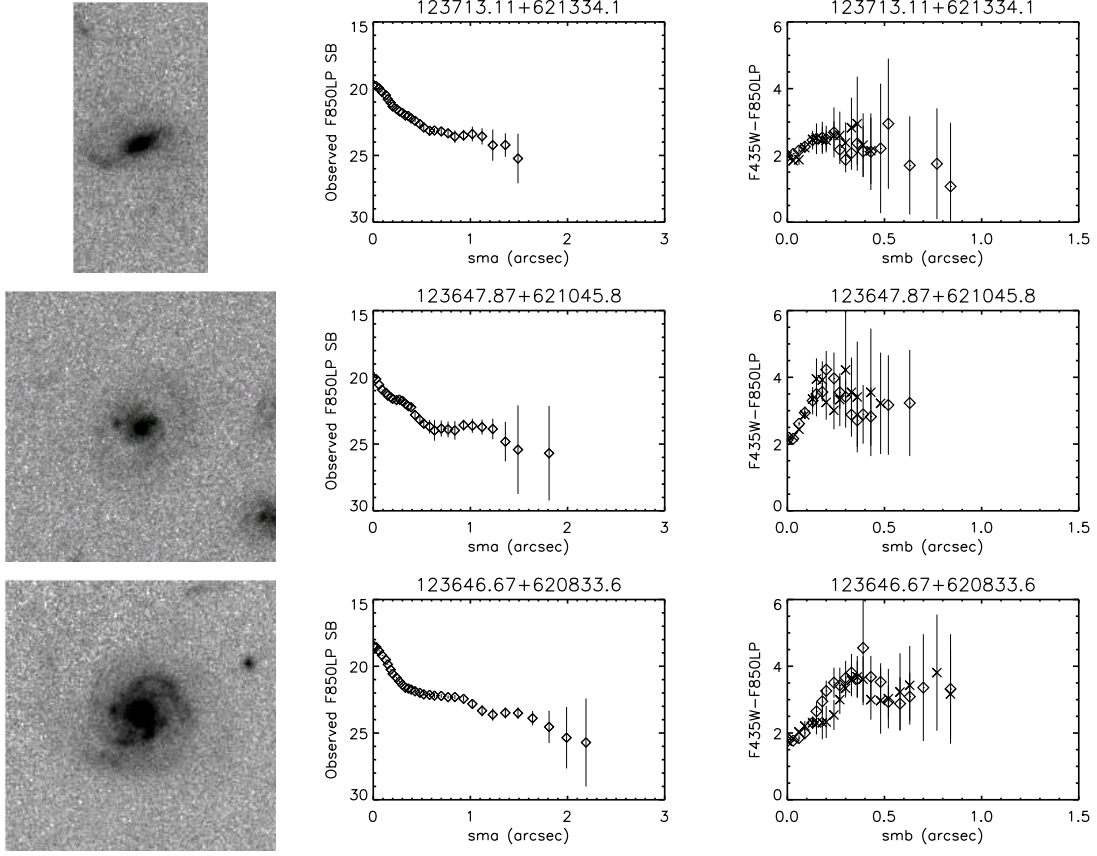 123713.11+621334.1
15
20
25
30
Observed F850LP SB
0 1 2 3
sma (arcsec)
123713.11+621334.1
6
4
2
0
F435W-F850LP
0.0 0.5 1.0 1.5
smb (arcsec)
123647.87+621045.8
15
20
25
30
Observed F850LP SB
0 1 2 3
sma (arcsec)
123647.87+621045.8
6
4
2
0
F435W-F850LP
0.0 0.5 1.0 1.5
smb (arcsec)
123646.67+620833.6
15
20
25
30
Observed F850LP SB
0 1 2 3
sma (arcsec)
123646.67+620833.6
6
4
2
0
F435W-F850LP
0.0 0.5 1.0 1.5
smb (arcsec)